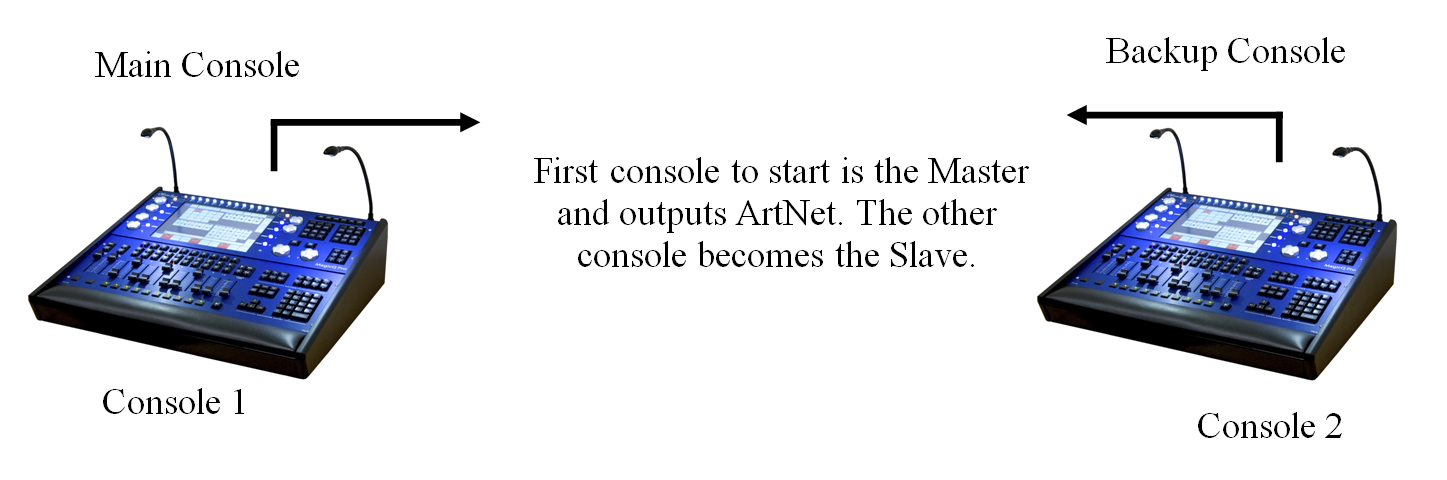 Main Console
Backup Console
First console to start is the Master
and outputs ArtNet. The other
console becomes the Slave.
Console 1
Console 2